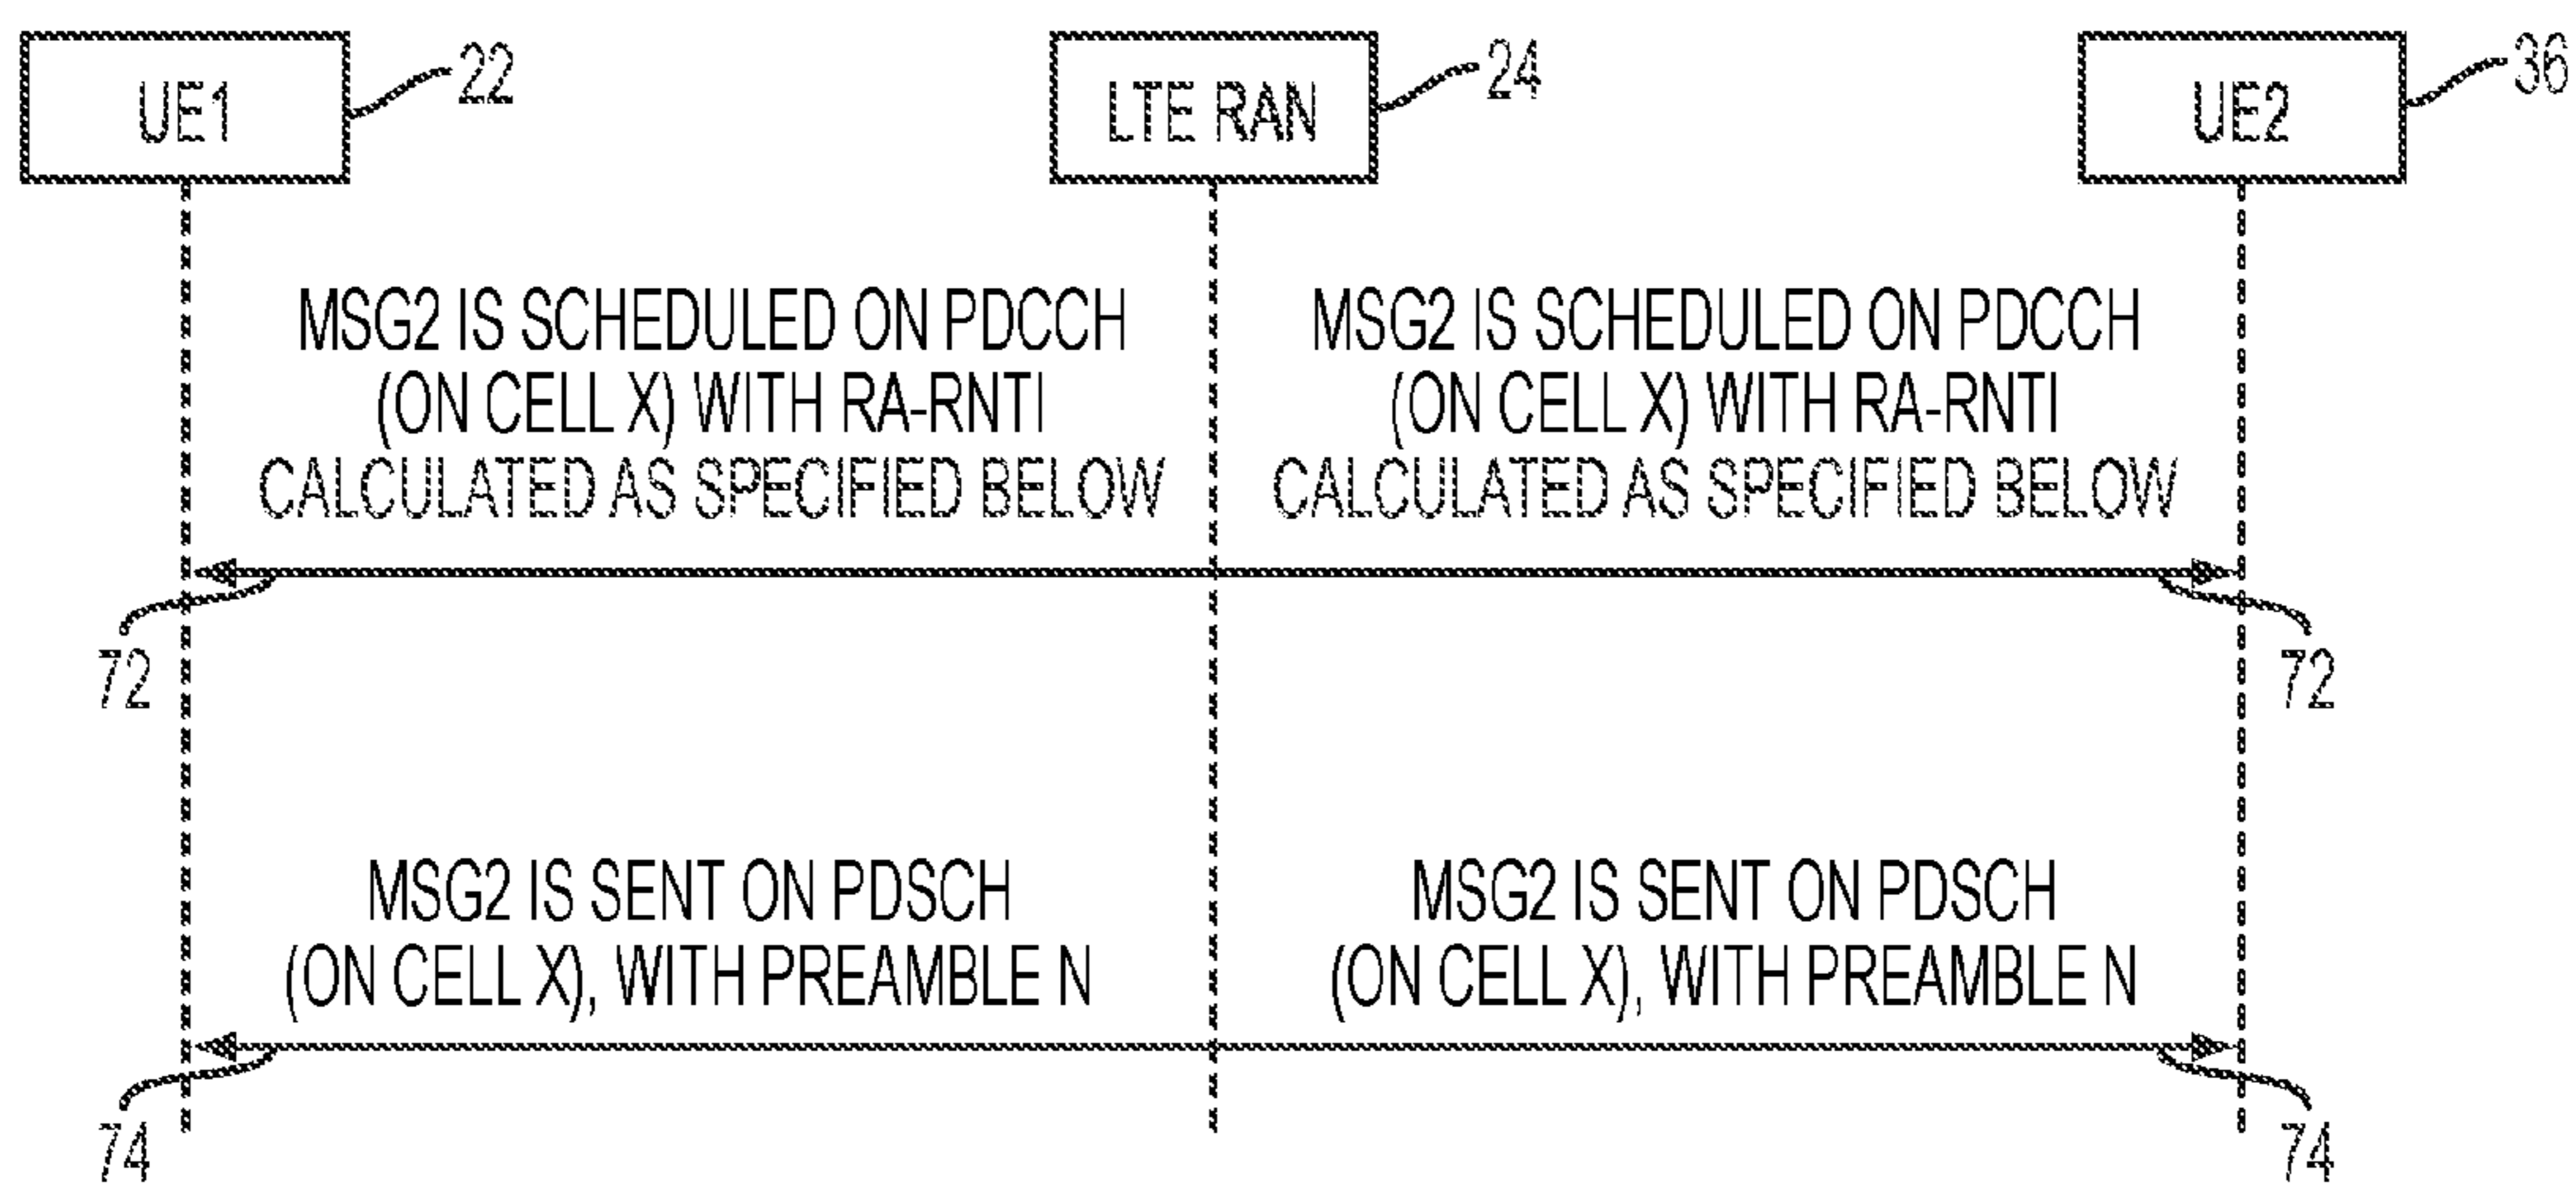 UE1
22
LTE RAN
24
UE2
36
MSG2 IS SCHEDULED ON PDCCH
(ON CELL X) WITH RA-RNTI
CALCULATED AS SPECIFIED BELOW
MSG2 IS SCHEDULED ON PDCCH
(ON CELL X) WITH RA-RNTI
CALCULATED AS SPECIFIED BELOW
72
72
MSG2 IS SENT ON PDSCH
(ON CELL X), WITH PREAMBLE N
MSG2 IS SENT ON PDSCH
(ON CELL X), WITH PREAMBLE N
74
74